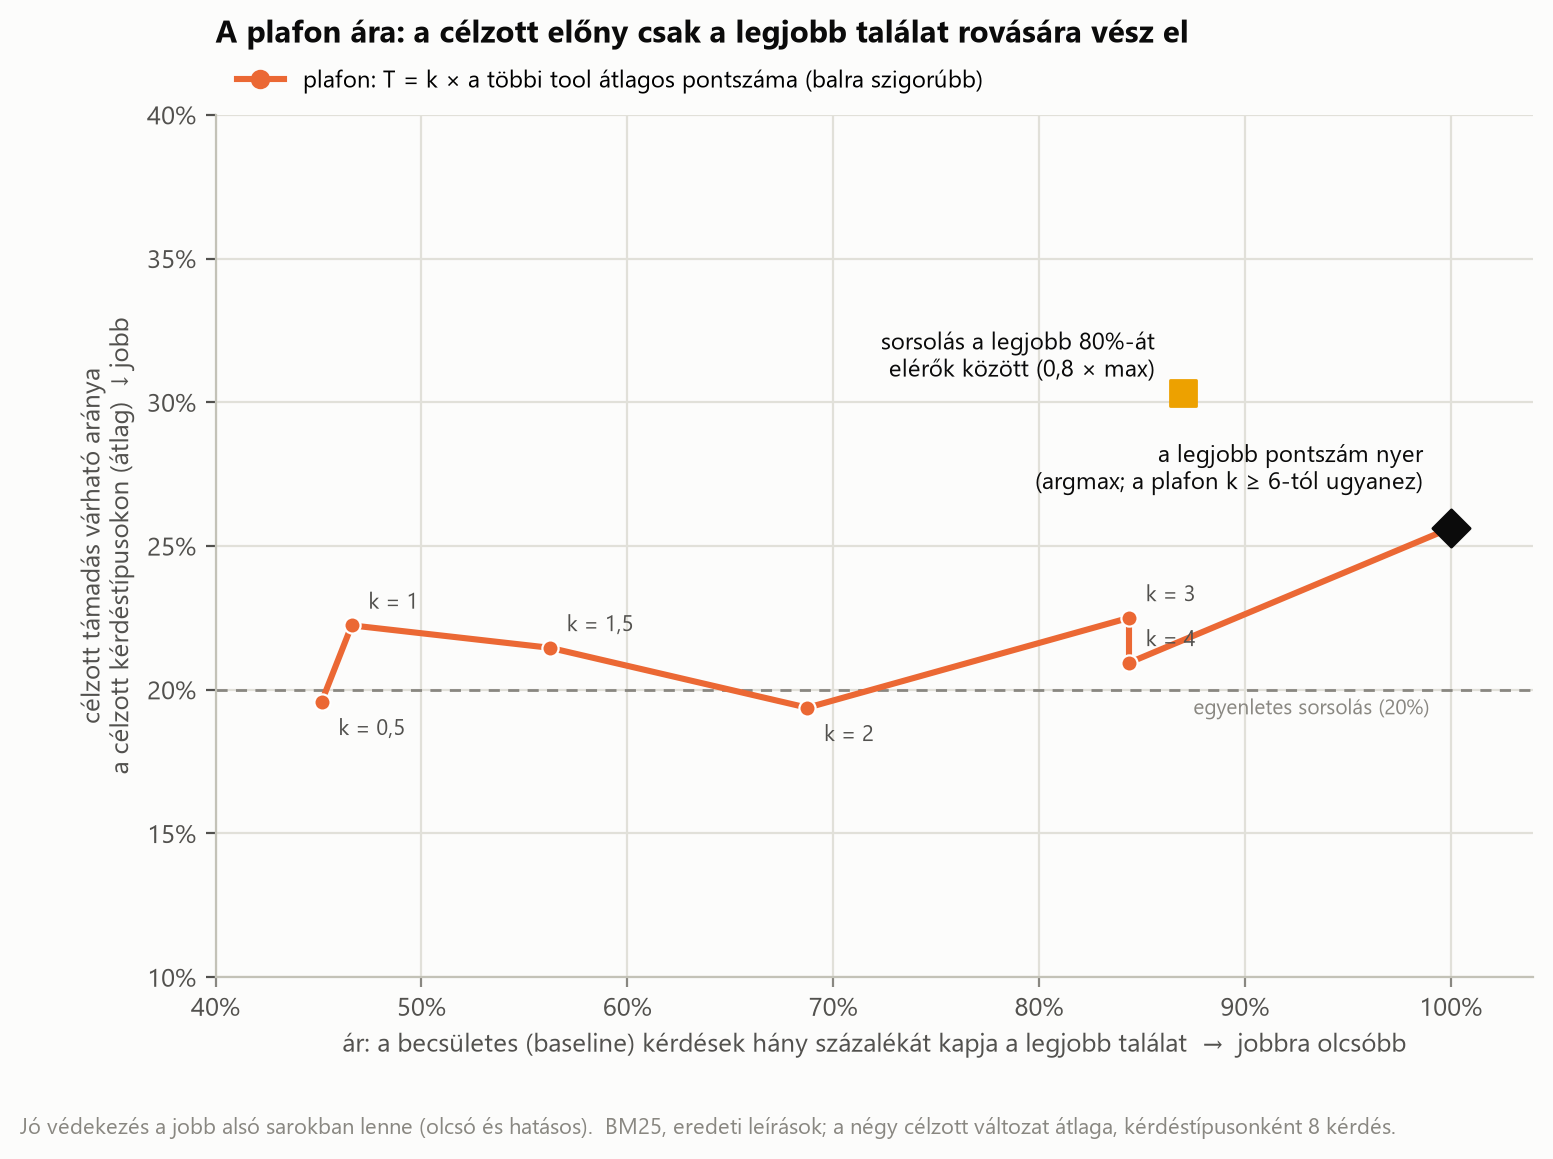 A plafon ára: a célzott előny csak a legjobb találat rovására vész el
plafon: T = k × a többi tool átlagos pontszáma (balra szigorúbb)
40%
35%
30%
25%
20%
15%
10%
célzott támadás várható aránya
a célzott kérdéstípusokon (átlag) ↓ jobb
sorsolás a legjobb 80%-át
elérők között (0,8 × max)
a legjobb pontszám nyer
(argmax; a plafon k ≥ 6-tól ugyanez)
k = 3
k = 1
k = 1,5
k = 4
egyenletes sorsolás (20%)
k = 0,5
k = 2
40%
50%
60%
70%
80%
90%
100%
ár: a becsületes (baseline) kérdések hány százalékát kapja a legjobb találat → jobbra olcsóbb
Jó védekezés a jobb alsó sarokban lenne (olcsó és hatásos). BM25, eredeti leírások; a négy célzott változat átlaga, kérdéstípusonként 8 kérdés.